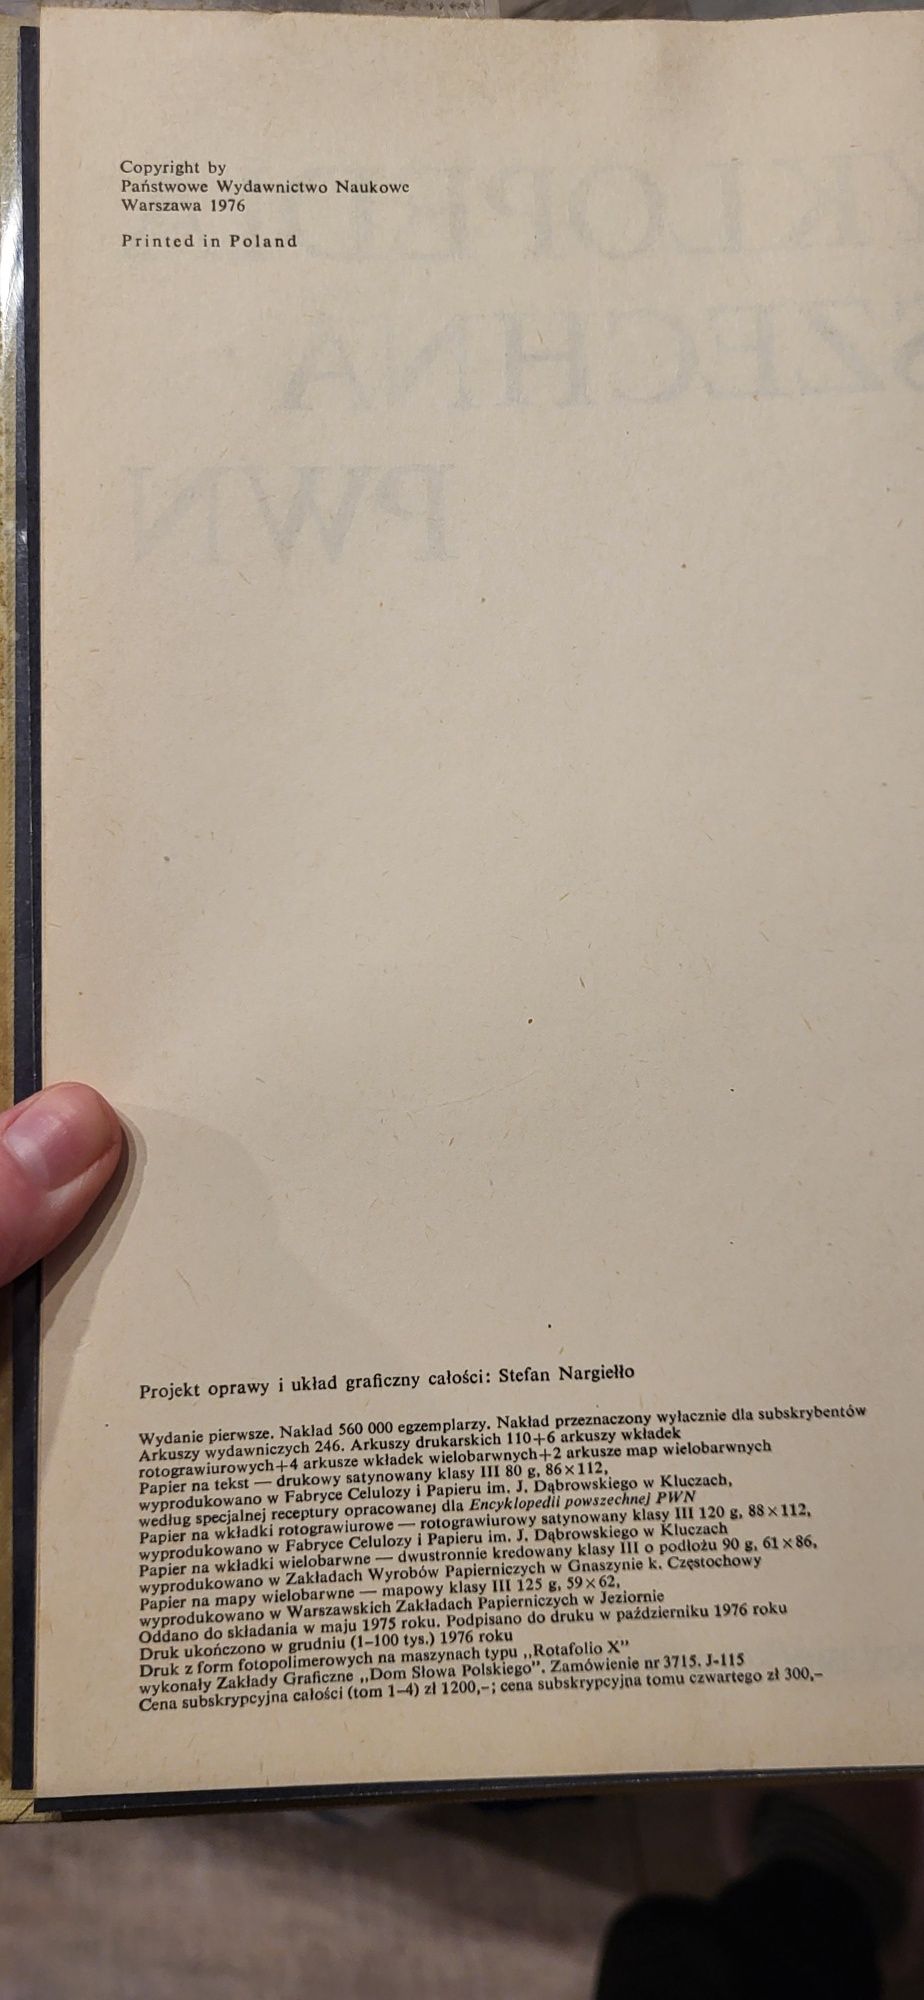 Copyright by
Państwowe Wydawnictwo Naukowe
Warszawa 1976
Printed in Poland
Projekt oprawy i układ graficzny całości: Stefan Nargiełło
Wydanie pierwsze. Nakład 560 000 egzemplarzy. Nakład przeznaczony wyłącznie dla subskrybentów
Arkuszy wydawniczych 246. Arkuszy drukarskich 110+6 arkuszy wkładek
rotograwiurowych+4 arkusze wkładek wielobarwnych+2 arkusze map wielobarwnych
Papier na tekst — drukowy satynowany klasy III 80 g, 86×112,
wyprodukowano w Fabryce Celulozy i Papieru im. J. Dąbrowskiego w Kluczach,
według specjalnej receptury opracowanej dla Encyklopedii powszechnej PWN
Papier na wkładki rotograwiurowe — rotograwiurowy satynowany klasy III 120 g, 88×112,
wyprodukowano w Fabryce Celulozy i Papieru im. J. Dąbrowskiego w Kluczach
Papier na wkładki wielobarwne — dwustronnie kredowany klasy III o podłożu 90 g, 61×86,
wyprodukowano w Zakładach Wyrobów Papierniczych w Gnaszynie k. Częstochowy
Papier na mapy wielobarwne — mapowy klasy III 125 g, 59×62,
wyprodukowano w Warszawskich Zakładach Papierniczych w Jeziornie
Oddano do składania w maju 1975 roku. Podpisano do druku w październiku 1976 roku
Druk ukończono w grudniu (1–100 tys.) 1976 roku
Druk z form fotopolimerowych na maszynach typu „Rotafolio X”
wykonały Zakłady Graficzne „Dom Słowa Polskiego”. Zamówienie nr 3715. J-115
Cena subskrypcyjna całości (tom 1–4) zł 1200,–; cena subskrypcyjna tomu czwartego zł 300,–